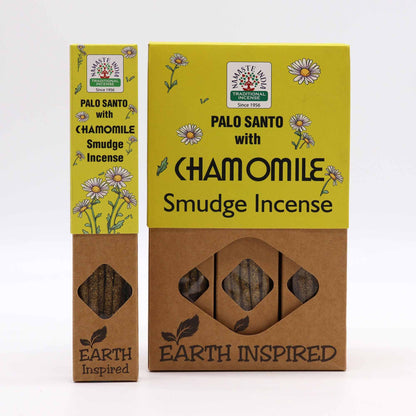 NAMASTE INDIA
TRADITIONAL
INCENSE
Since 1956
PALO SANTO
with
CHAMOMILE
Smudge
Incense
EARTH
Inspired
NAMASTE INDIA
TRADITIONAL
INCENSE
Since 1956
PALO SANTO
with
CHAMOMILE
Smudge Incense
EARTH INSPIRED